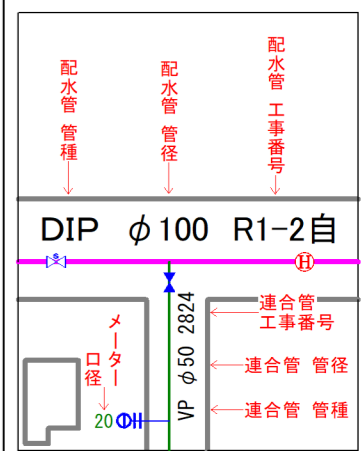 配水管 管種
配水管 管径
配水管 工事番号
DIP φ100 R1-2自
S
H
連合管
工事番号
メーター
口径
VP φ50 2824
連合管 管径
20
連合管 管種